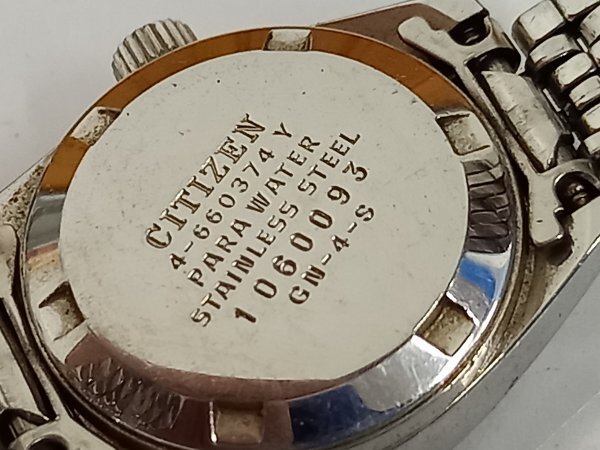 CITIZEN
4-660374 Y
PARA WATER
STAINLESS STEEL
1060093
GN-4-S